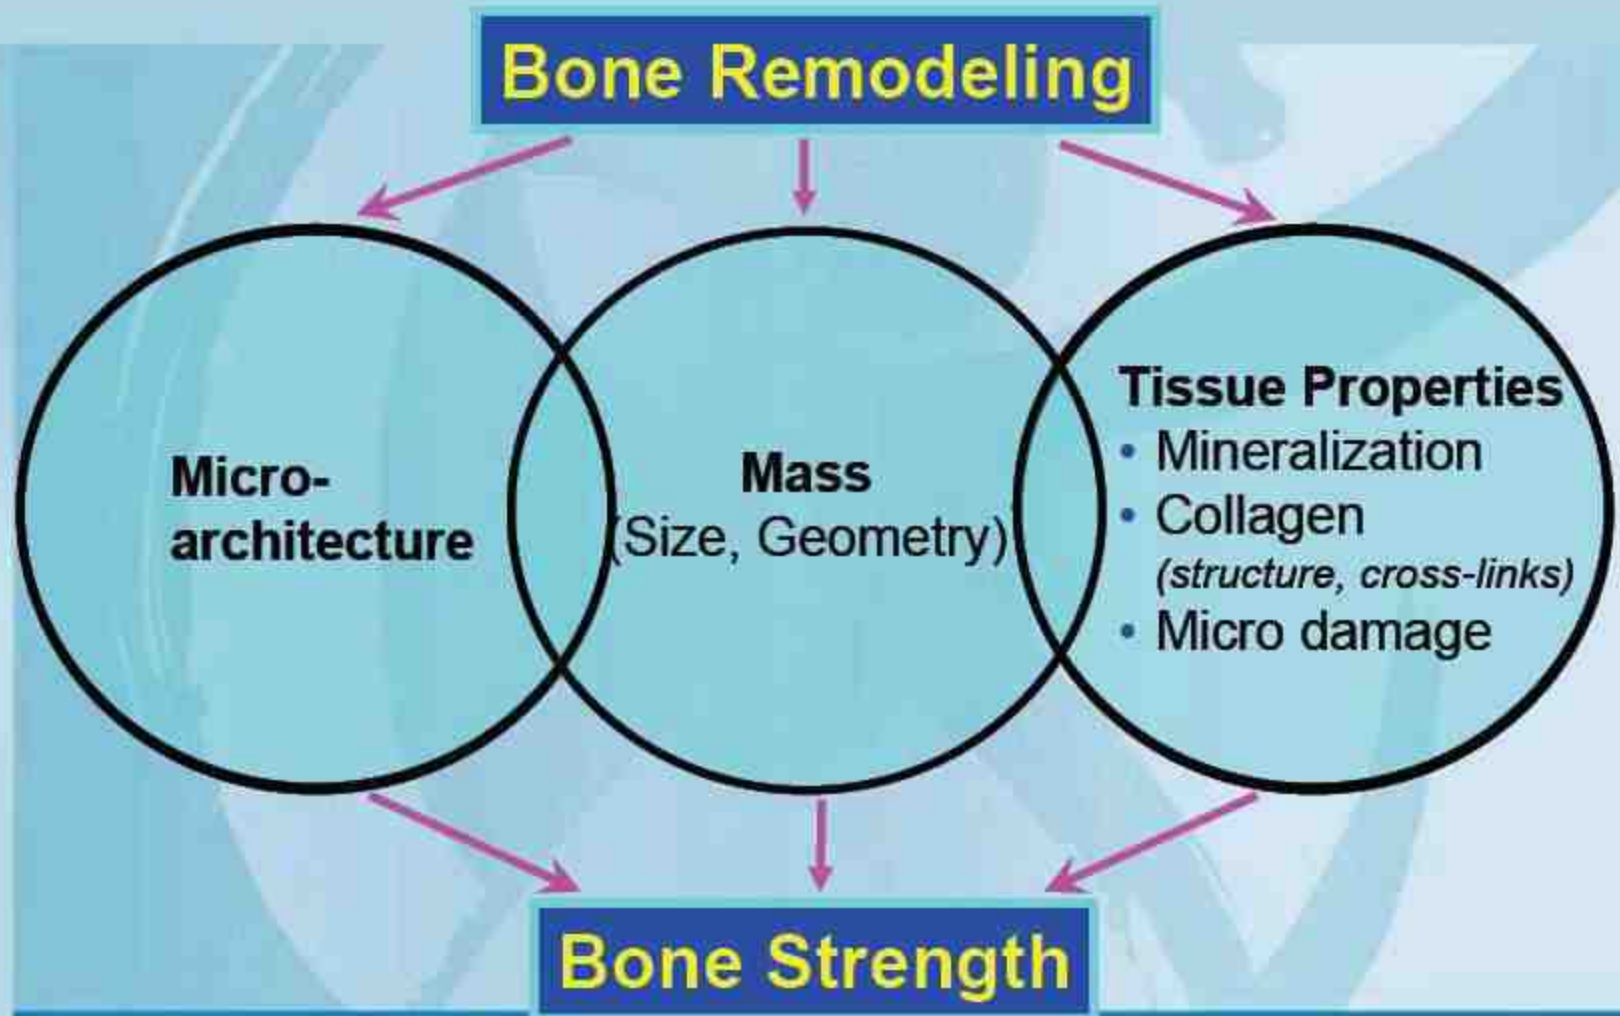 Bone Remodeling
Micro-
architecture
Mass
(Size, Geometry)
Tissue Properties
• Mineralization
• Collagen
(structure, cross-links)
• Micro damage
Bone Strength